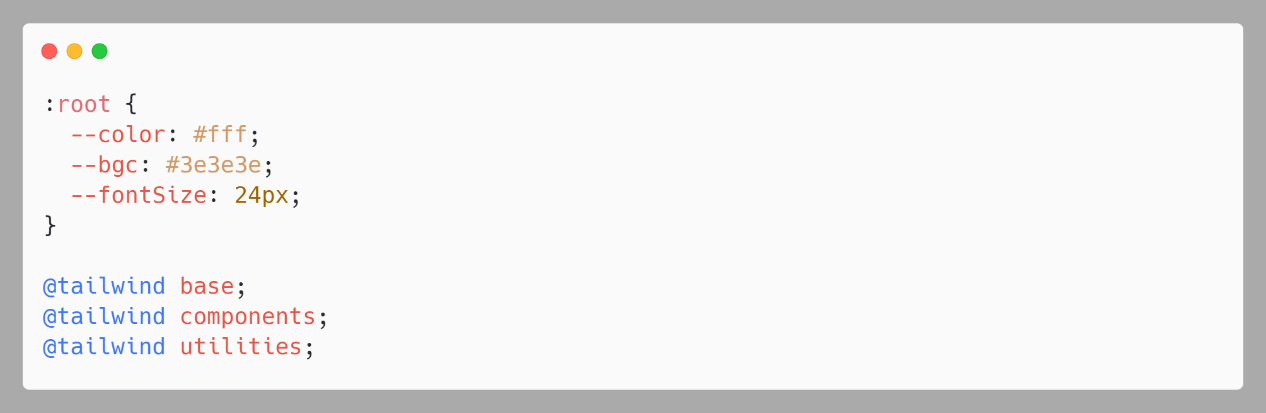 :root {
  --color: #fff;
  --bgc: #3e3e3e;
  --fontSize: 24px;
}

@tailwind base;
@tailwind components;
@tailwind utilities;